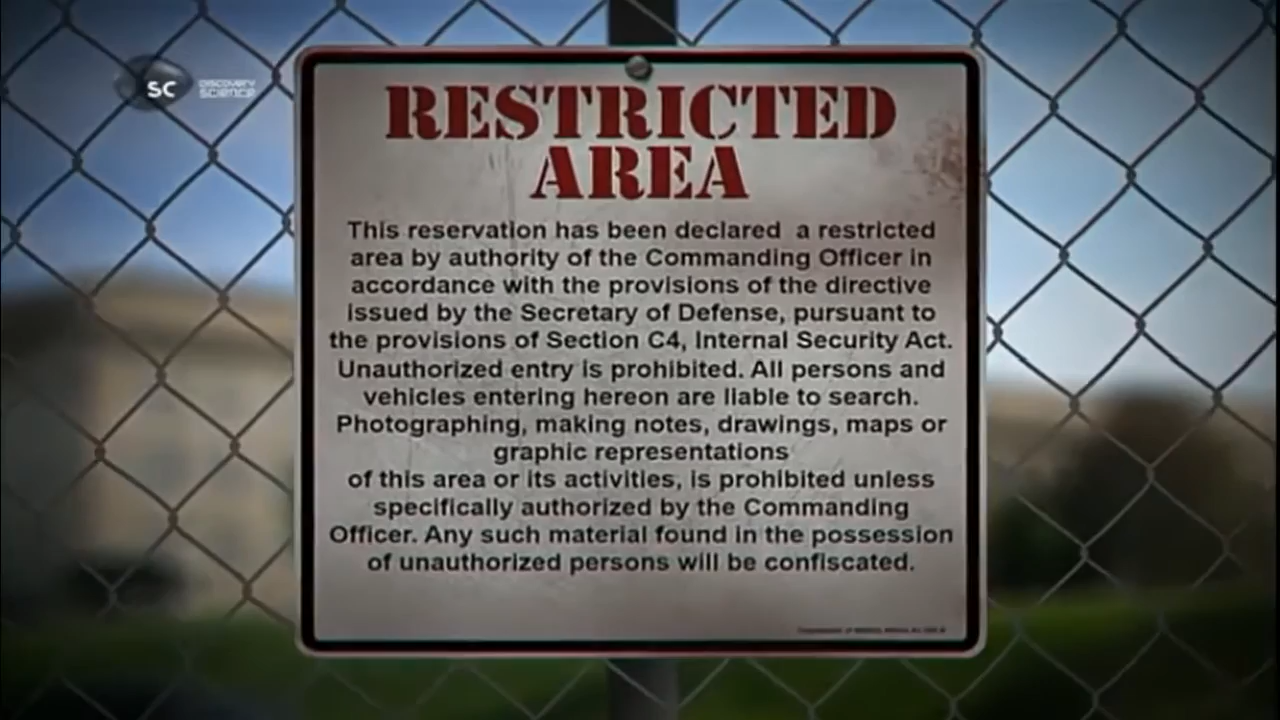 SC DISCOVERY SCIENCE
RESTRICTED
AREA
This reservation has been declared a restricted
area by authority of the Commanding Officer in
accordance with the provisions of the directive
issued by the Secretary of Defense, pursuant to
the provisions of Section C4, Internal Security Act.
Unauthorized entry is prohibited. All persons and
vehicles entering hereon are liable to search.
Photographing, making notes, drawings, maps or
graphic representations
of this area or its activities, is prohibited unless
specifically authorized by the Commanding
Officer. Any such material found in the possession
of unauthorized persons will be confiscated.